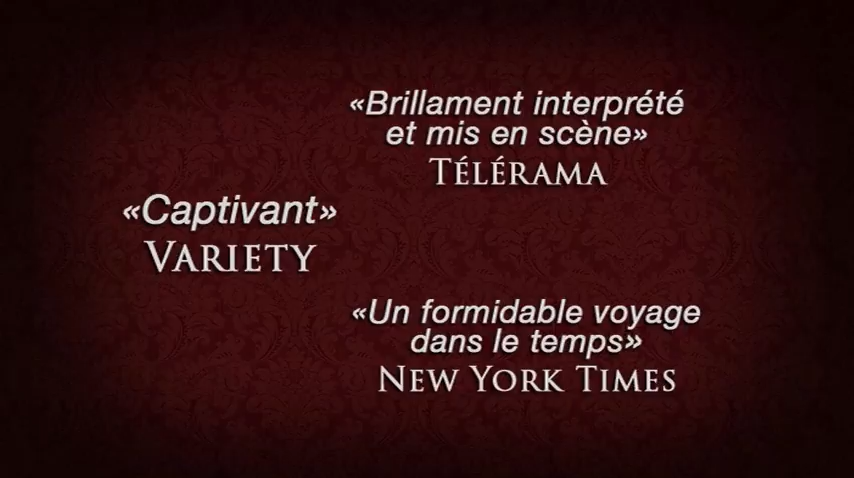 «Brillament interprété
et mis en scène»
TÉLÉRAMA
«Captivant»
VARIETY
«Un formidable voyage
dans le temps»
NEW YORK TIMES